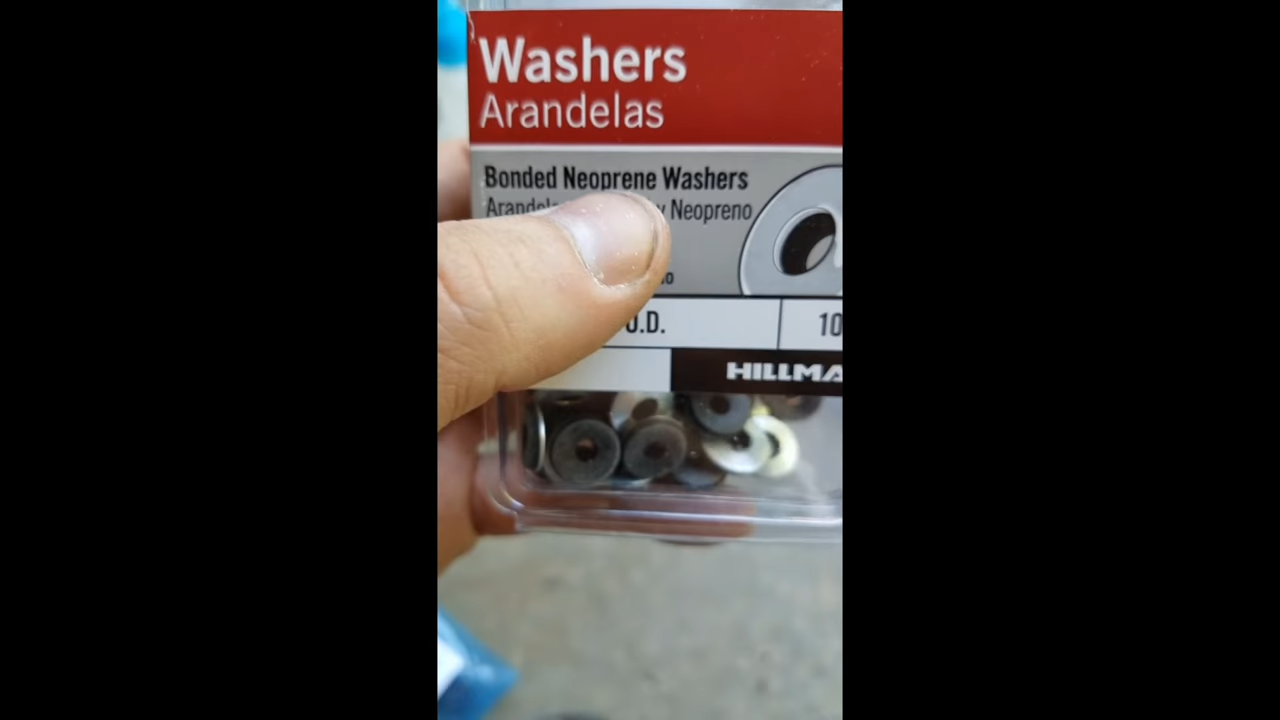 Washers
Arandelas
Bonded Neoprene Washers
y Neopreno
O.D.
10
HILLMA